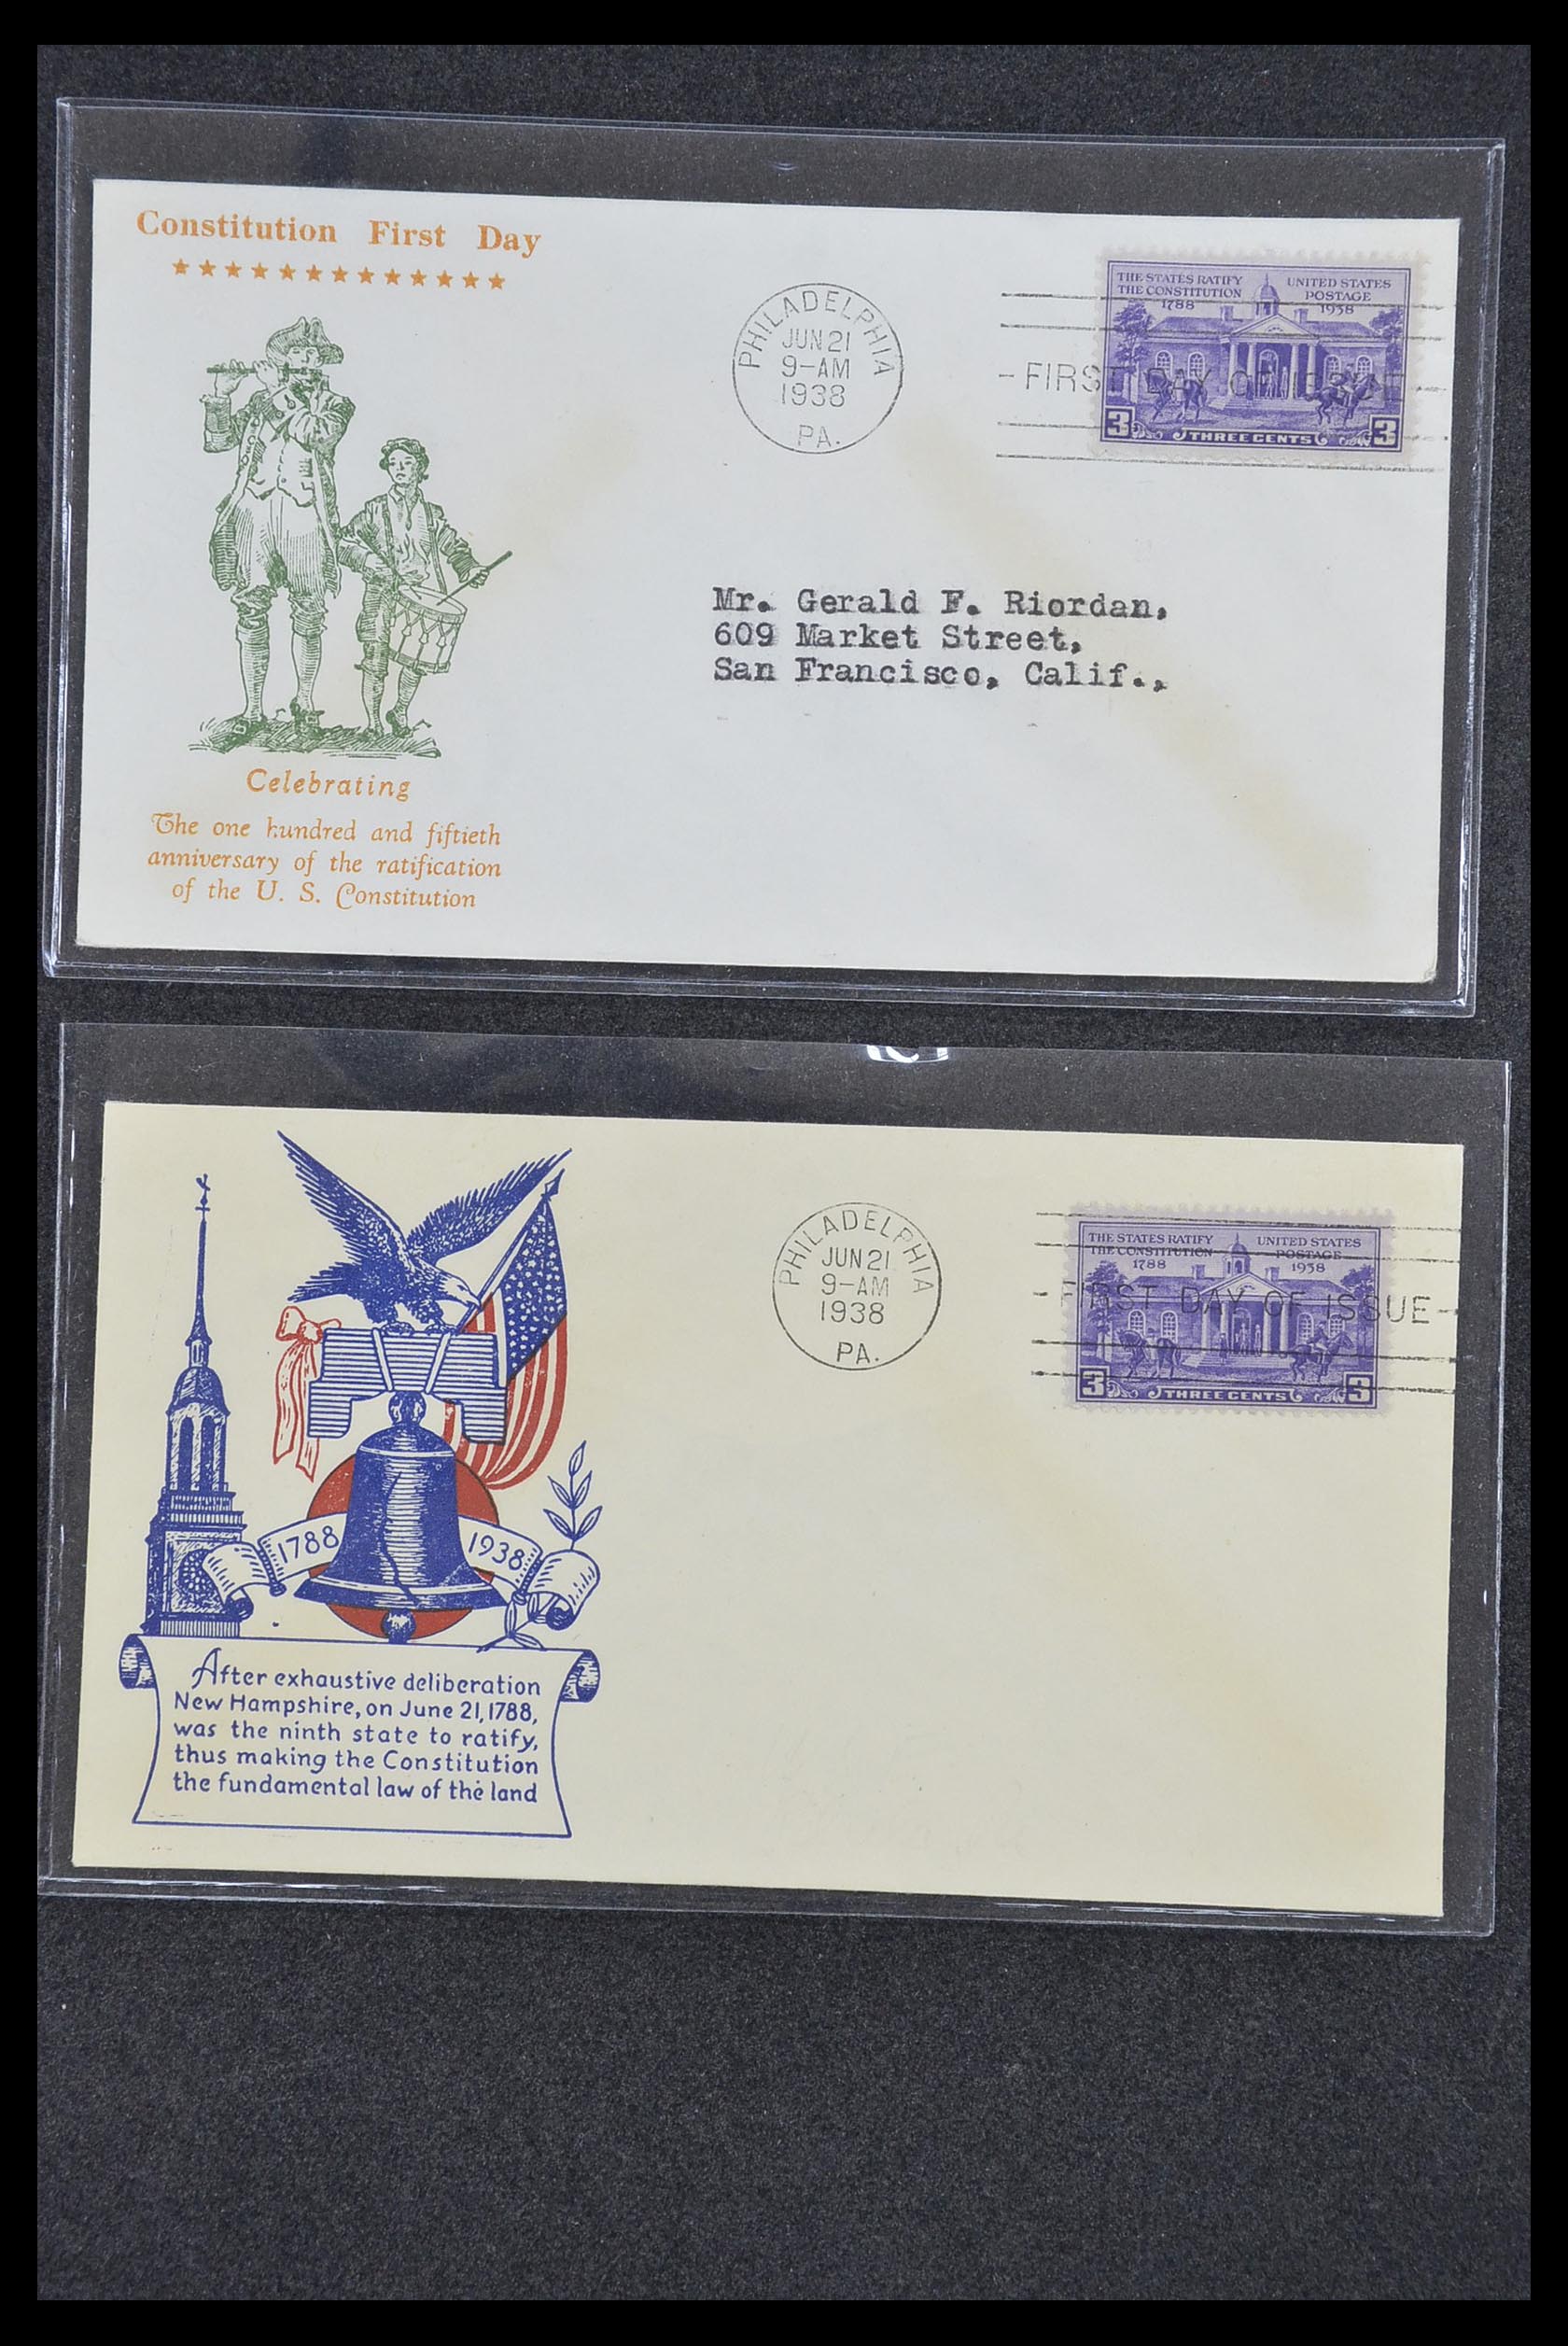 Constitution First Day
THE STATES RATIFY
THE CONSTITUTION
1788
UNITED STATES
POSTAGE
1938
PHILADELPHIA
JUN 21
9-AM
1938
PA.
- FIRST DAY OF ISSUE
3 THREE CENTS 3
Mr. Gerald F. Riordan,
609 Market Street,
San Francisco, Calif.,
Celebrating
The one hundred and fiftieth
anniversary of the ratification
of the U. S. Constitution
PHILADELPHIA
JUN 21
9-AM
1938
PA.
THE STATES RATIFY
THE CONSTITUTION
1788
UNITED STATES
POSTAGE
1938
- FIRST DAY OF ISSUE -
3 THREE CENTS 3
1788 1938
After exhaustive deliberation
New Hampshire, on June 21, 1788,
was the ninth state to ratify,
thus making the Constitution
the fundamental law of the land